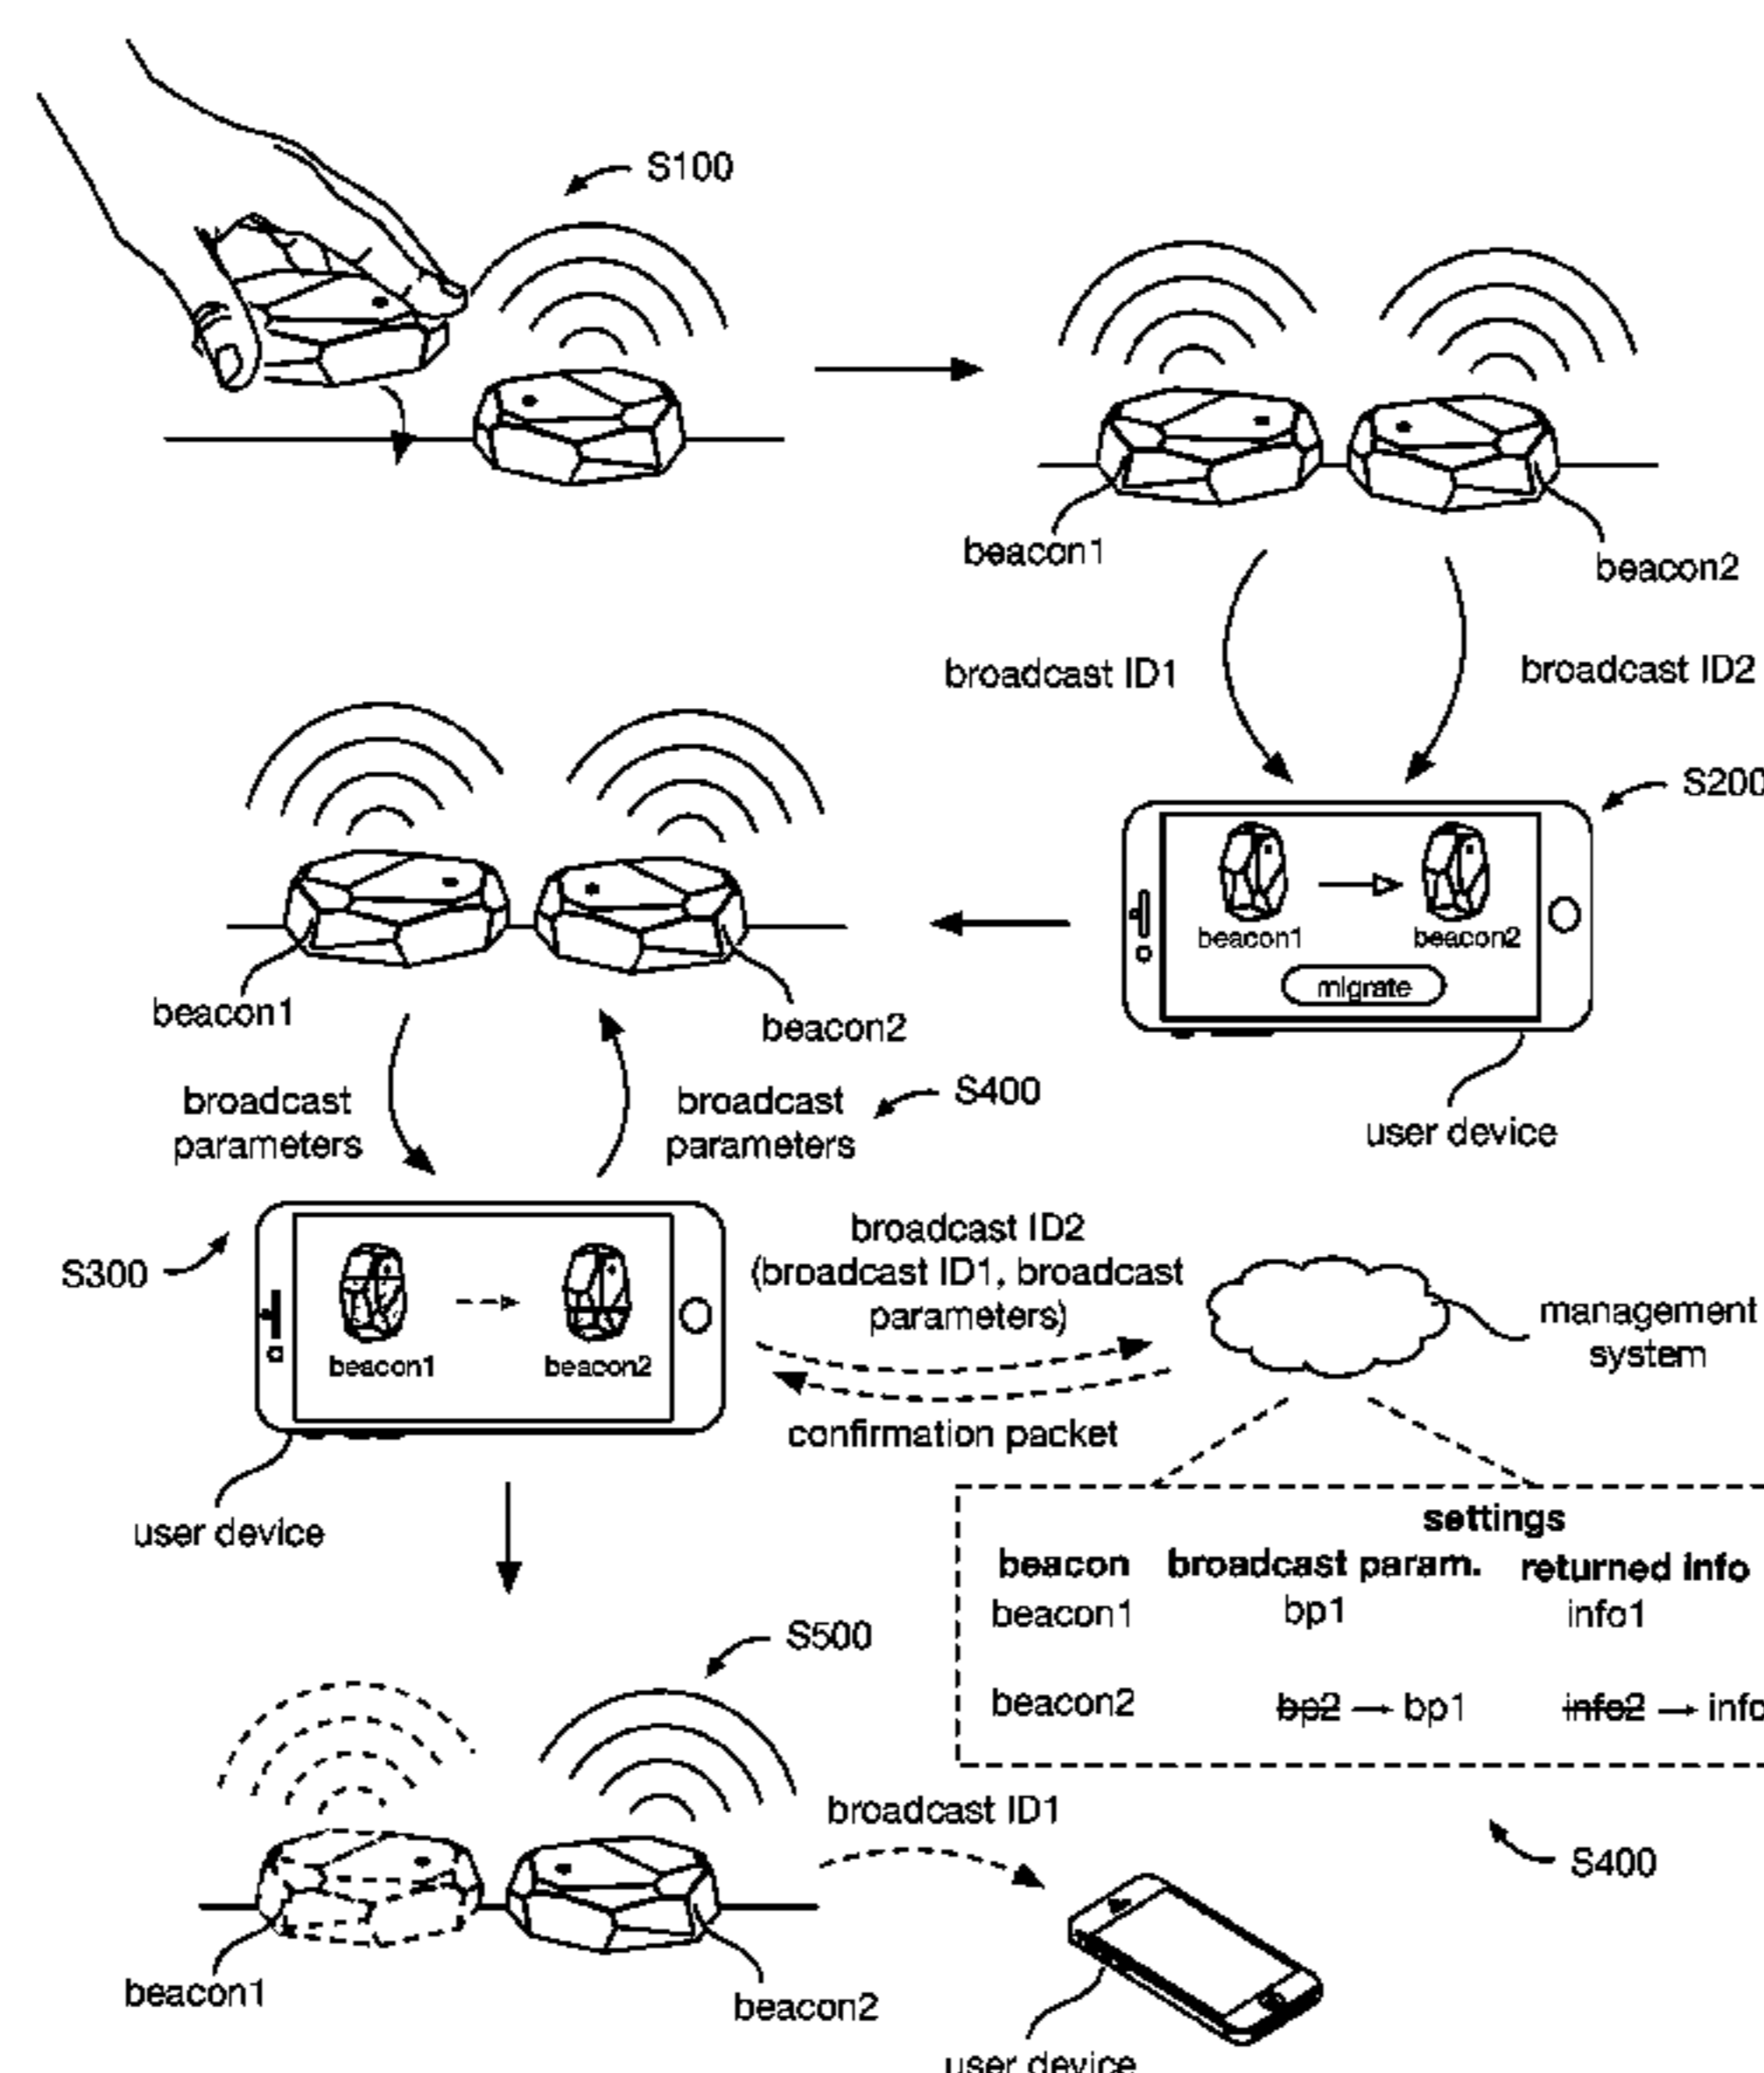 S100
beacon1
beacon2
broadcast ID1
broadcast ID2
S200
beacon1
beacon2
migrate
user device
beacon1
beacon2
broadcast
parameters
broadcast
parameters
S400
S300
beacon1
beacon2
user device
broadcast ID2
(broadcast ID1, broadcast
parameters)
confirmation packet
management
system
settings
beacon broadcast param. returned info
beacon1 bp1 info1
beacon2 bp2 → bp1 info2 → info
S400
S500
beacon1
beacon2
broadcast ID1
user device